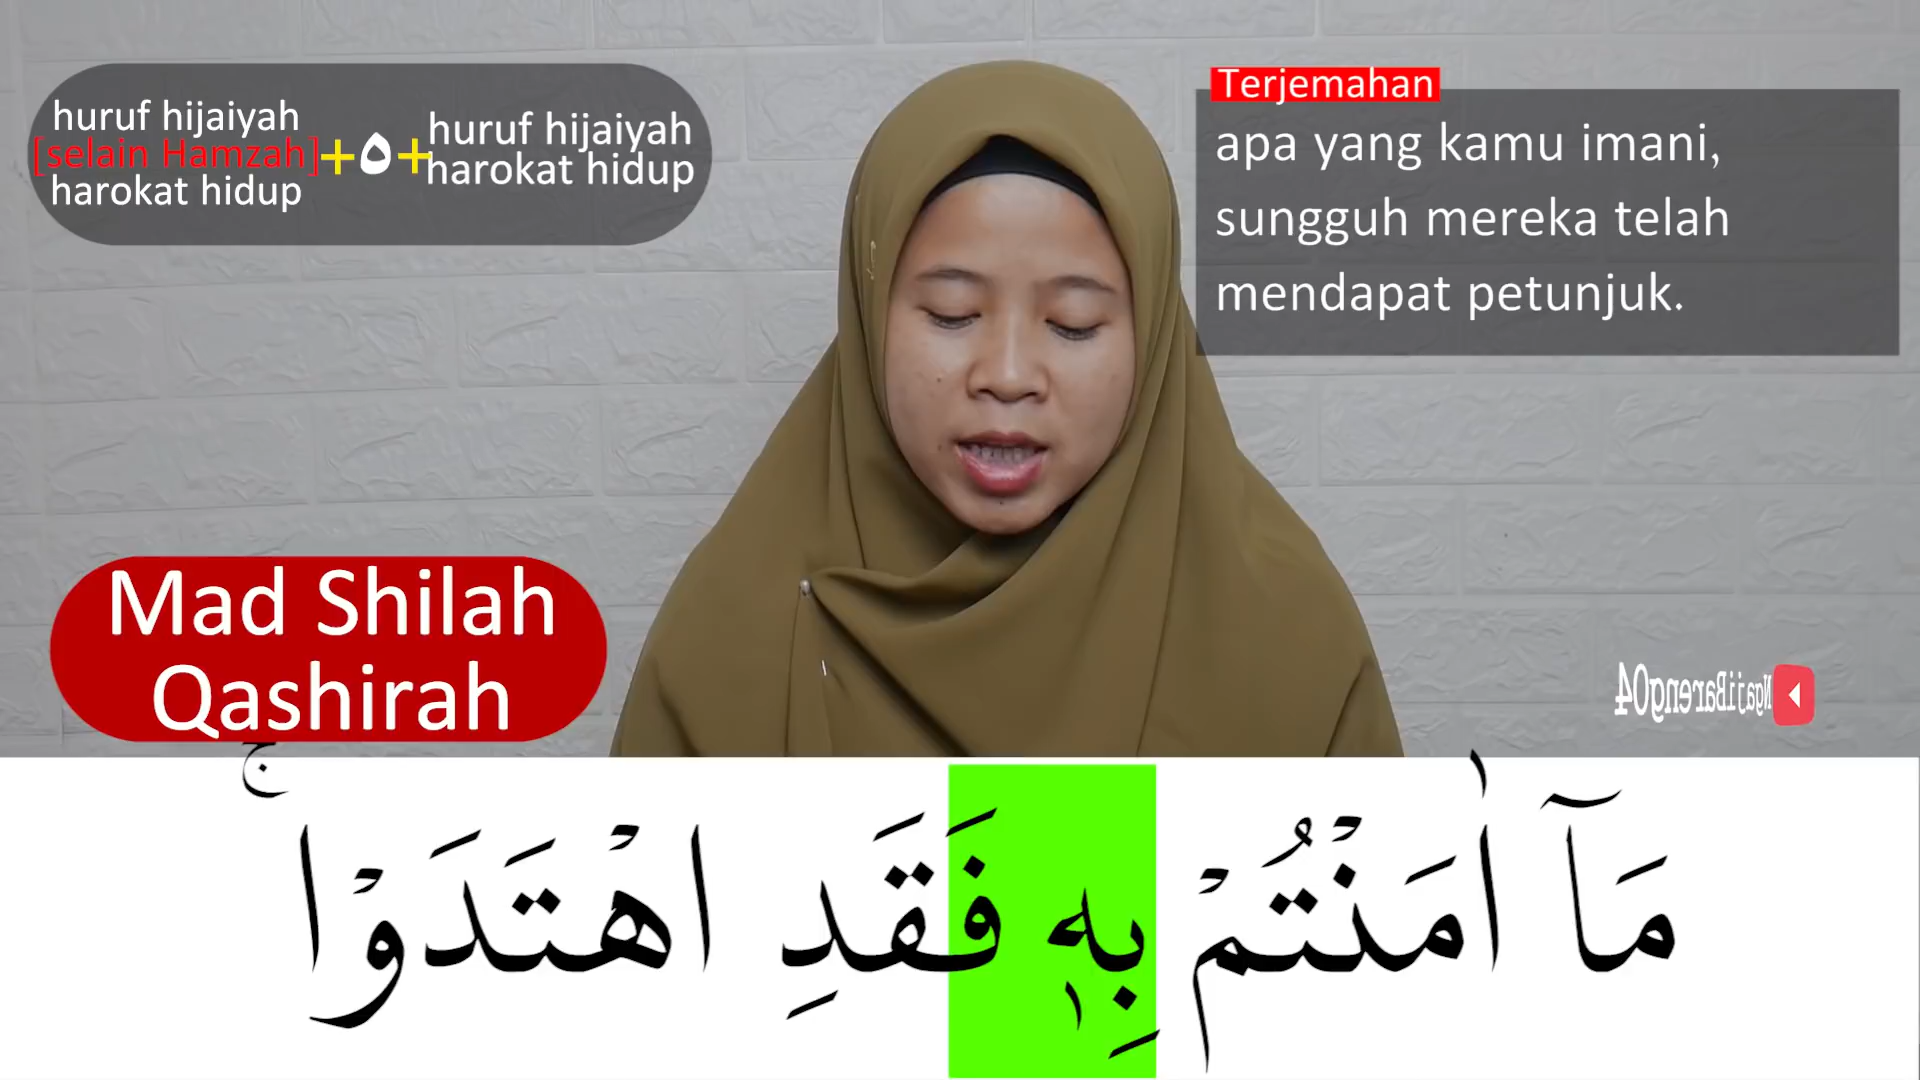 huruf hijaiyah
[selain Hamzah]
harokat hidup
+ ه +
huruf hijaiyah
harokat hidup
Terjemahan
apa yang kamu imani,
sungguh mereka telah
mendapat petunjuk.
Mad Shilah
Qashirah
NgajiBareng04
مَآ اٰمَنْتُمْ بِهٖ فَقَدِ اهْتَدَوْاۚ